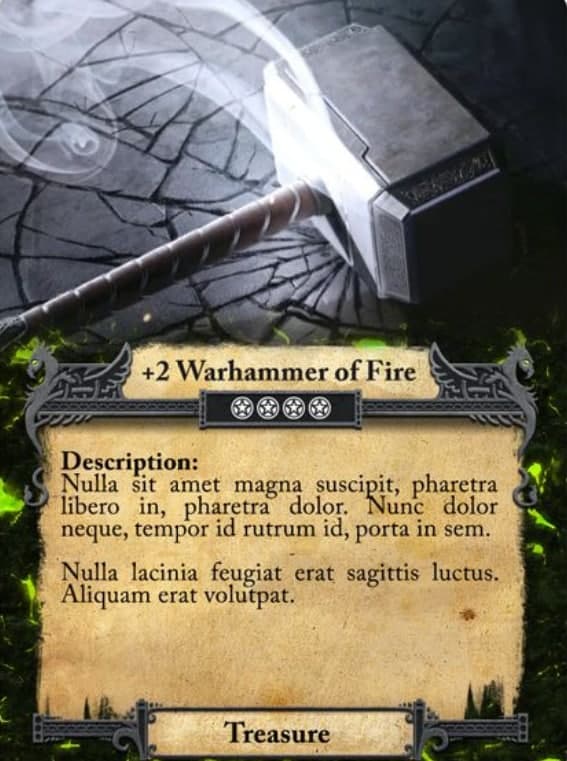 +2 Warhammer of Fire
Description:
Nulla sit amet magna suscipit, pharetra
libero in, pharetra dolor. Nunc dolor
neque, tempor id rutrum id, porta in sem.
Nulla lacinia feugiat erat sagittis luctus.
Aliquam erat volutpat.
Treasure